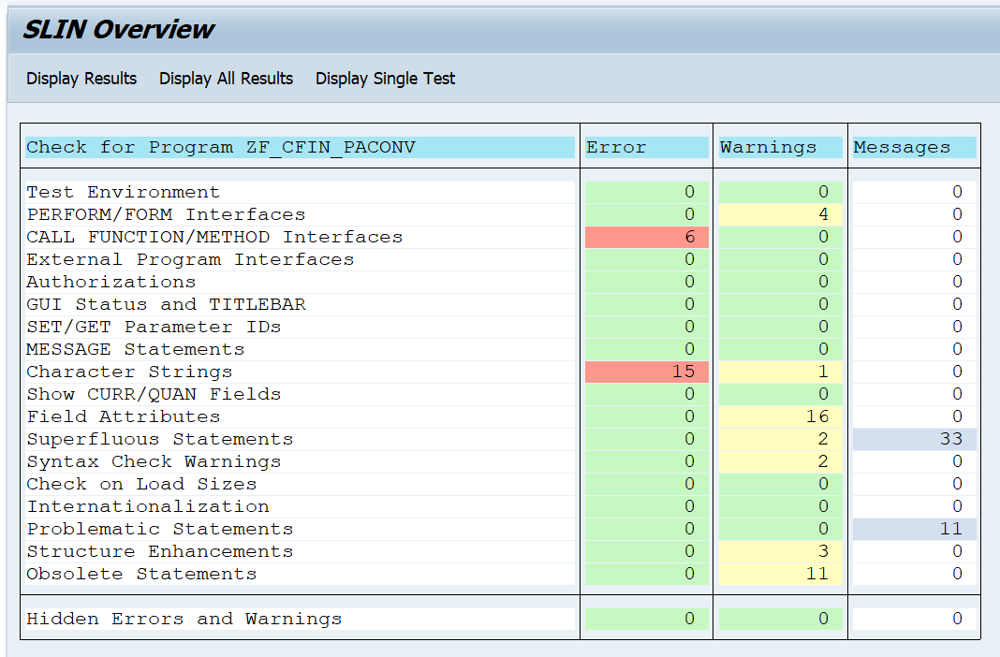 SLIN Overview
Display Results Display All Results Display Single Test
Check for Program ZF_CFIN_PACONV Error Warnings Messages
Test Environment 0 0 0
PERFORM/FORM Interfaces 0 4 0
CALL FUNCTION/METHOD Interfaces 6 0 0
External Program Interfaces 0 0 0
Authorizations 0 0 0
GUI Status and TITLEBAR 0 0 0
SET/GET Parameter IDs 0 0 0
MESSAGE Statements 0 0 0
Character Strings 15 1 0
Show CURR/QUAN Fields 0 0 0
Field Attributes 0 16 0
Superfluous Statements 0 2 33
Syntax Check Warnings 0 2 0
Check on Load Sizes 0 0 0
Internationalization 0 0 0
Problematic Statements 0 0 11
Structure Enhancements 0 3 0
Obsolete Statements 0 11 0
Hidden Errors and Warnings 0 0 0